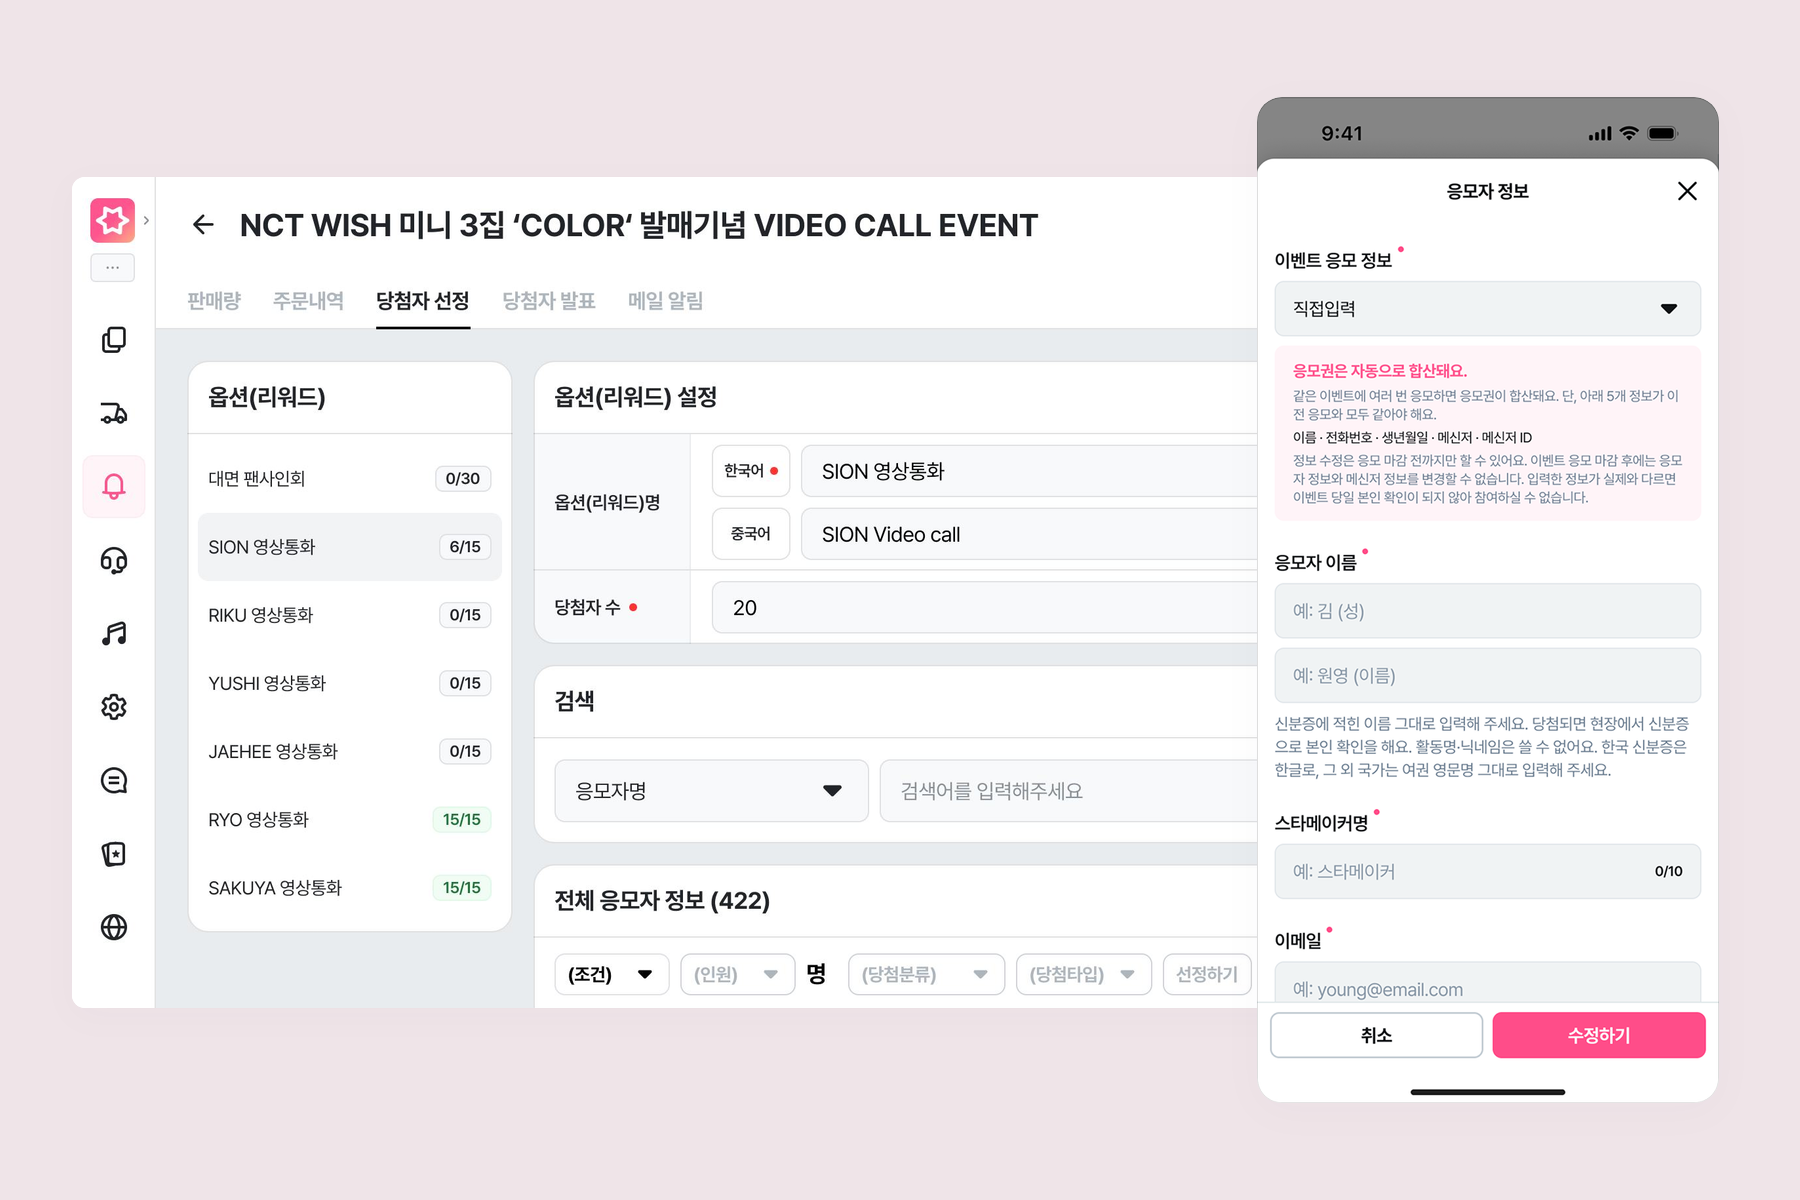 NCT WISH 미니 3집 ‘COLOR‘ 발매기념 VIDEO CALL EVENT
판매량 주문내역 당첨자 선정 당첨자 발표 메일 알림
옵션(리워드)
대면 팬사인회 0/30
SION 영상통화 6/15
RIKU 영상통화 0/15
YUSHI 영상통화 0/15
JAEHEE 영상통화 0/15
RYO 영상통화 15/15
SAKUYA 영상통화 15/15
옵션(리워드) 설정
옵션(리워드)명
한국어 SION 영상통화
중국어 SION Video call
당첨자 수 20
검색
응모자명 검색어를 입력해주세요
전체 응모자 정보 (422)
(조건) (인원) 명 (당첨분류) (당첨타입) 선정하기
9:41
응모자 정보
이벤트 응모 정보
직접입력
응모권은 자동으로 합산돼요.
같은 이벤트에 여러 번 응모하면 응모권이 합산돼요. 단, 아래 5개 정보가 이
전 응모와 모두 같아야 해요.
이름 · 전화번호 · 생년월일 · 메신저 · 메신저 ID
정보 수정은 응모 마감 전까지만 할 수 있어요. 이벤트 응모 마감 후에는 응모
자 정보와 메신저 정보를 변경할 수 없습니다. 입력한 정보가 실제와 다르면
이벤트 당일 본인 확인이 되지 않아 참여하실 수 없습니다.
응모자 이름
예: 김 (성)
예: 원영 (이름)
신분증에 적힌 이름 그대로 입력해 주세요. 당첨되면 현장에서 신분증
으로 본인 확인을 해요. 활동명·닉네임은 쓸 수 없어요. 한국 신분증은
한글로, 그 외 국가는 여권 영문명 그대로 입력해 주세요.
스타메이커명
예: 스타메이커 0/10
이메일
예: young@email.com
취소 수정하기